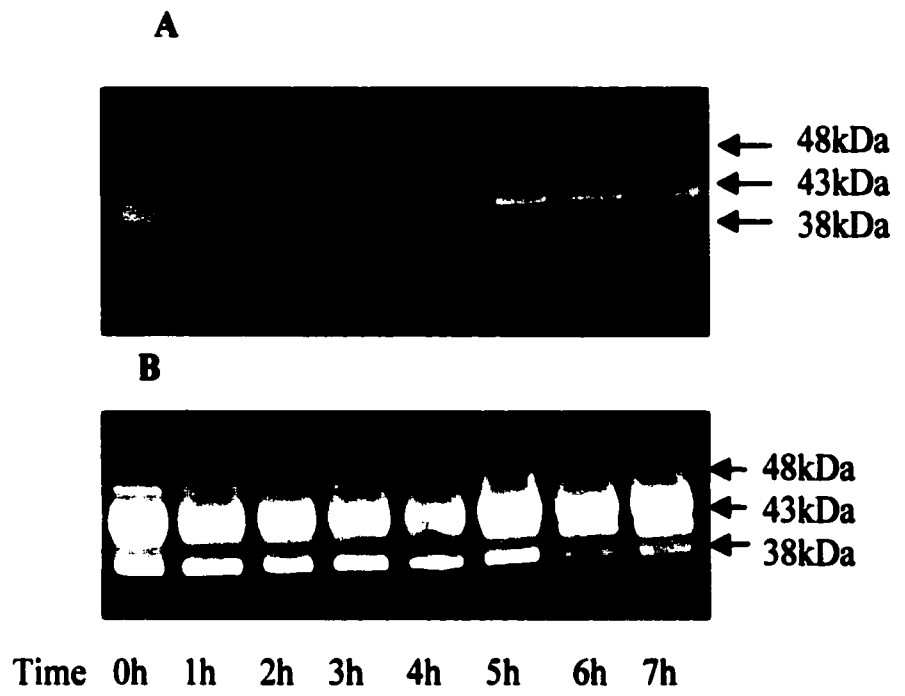 A
48kDa
43kDa
38kDa
B
48kDa
43kDa
38kDa
Time 0h 1h 2h 3h 4h 5h 6h 7h